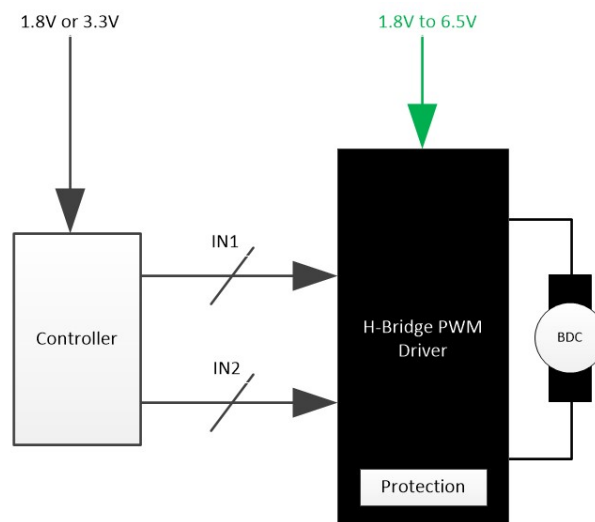 1.8V or 3.3V
1.8V to 6.5V
IN1
Controller
H-Bridge PWM
Driver
BDC
IN2
Protection